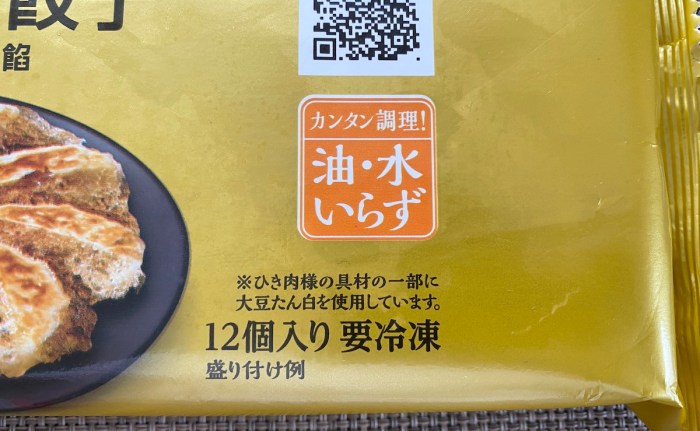 餃子
餡
カンタン調理!
油・水
いらず
※ひき肉様の具材の一部に
大豆たん白を使用しています。
12個入り 要冷凍
盛り付け例